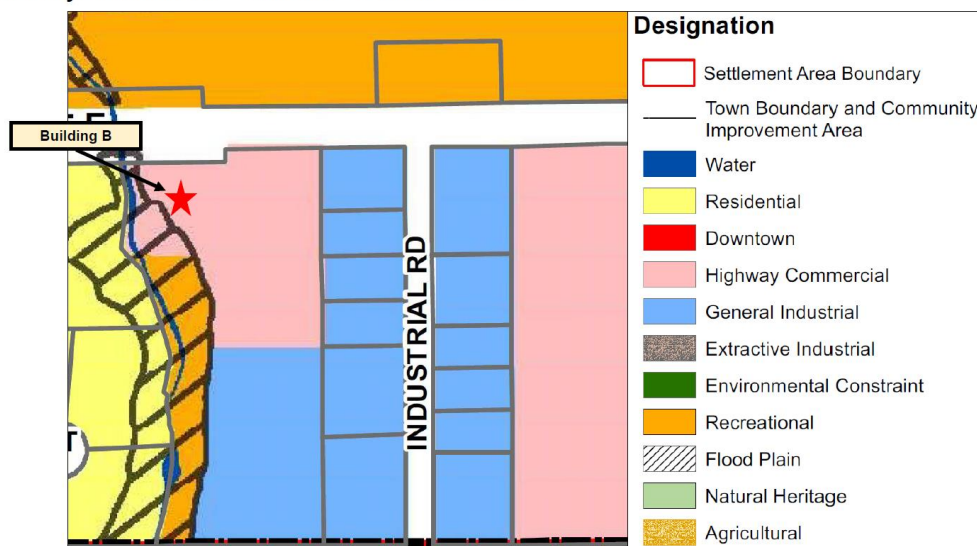 Building B
INDUSTRIAL RD
T
Designation
Settlement Area Boundary
Town Boundary and Community
Improvement Area
Water
Residential
Downtown
Highway Commercial
General Industrial
Extractive Industrial
Environmental Constraint
Recreational
Flood Plain
Natural Heritage
Agricultural